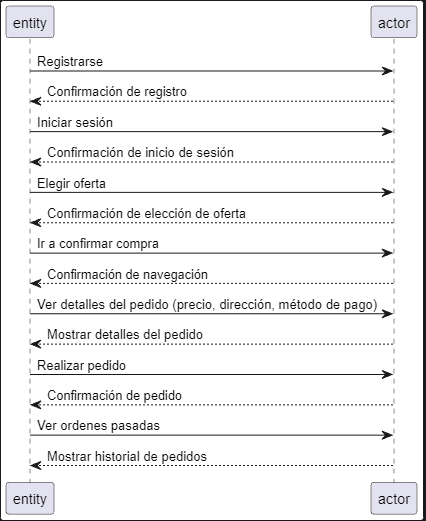 entity actor
Registrarse
Confirmación de registro
Iniciar sesión
Confirmación de inicio de sesión
Elegir oferta
Confirmación de elección de oferta
Ir a confirmar compra
Confirmación de navegación
Ver detalles del pedido (precio, dirección, método de pago)
Mostrar detalles del pedido
Realizar pedido
Confirmación de pedido
Ver ordenes pasadas
Mostrar historial de pedidos
entity actor